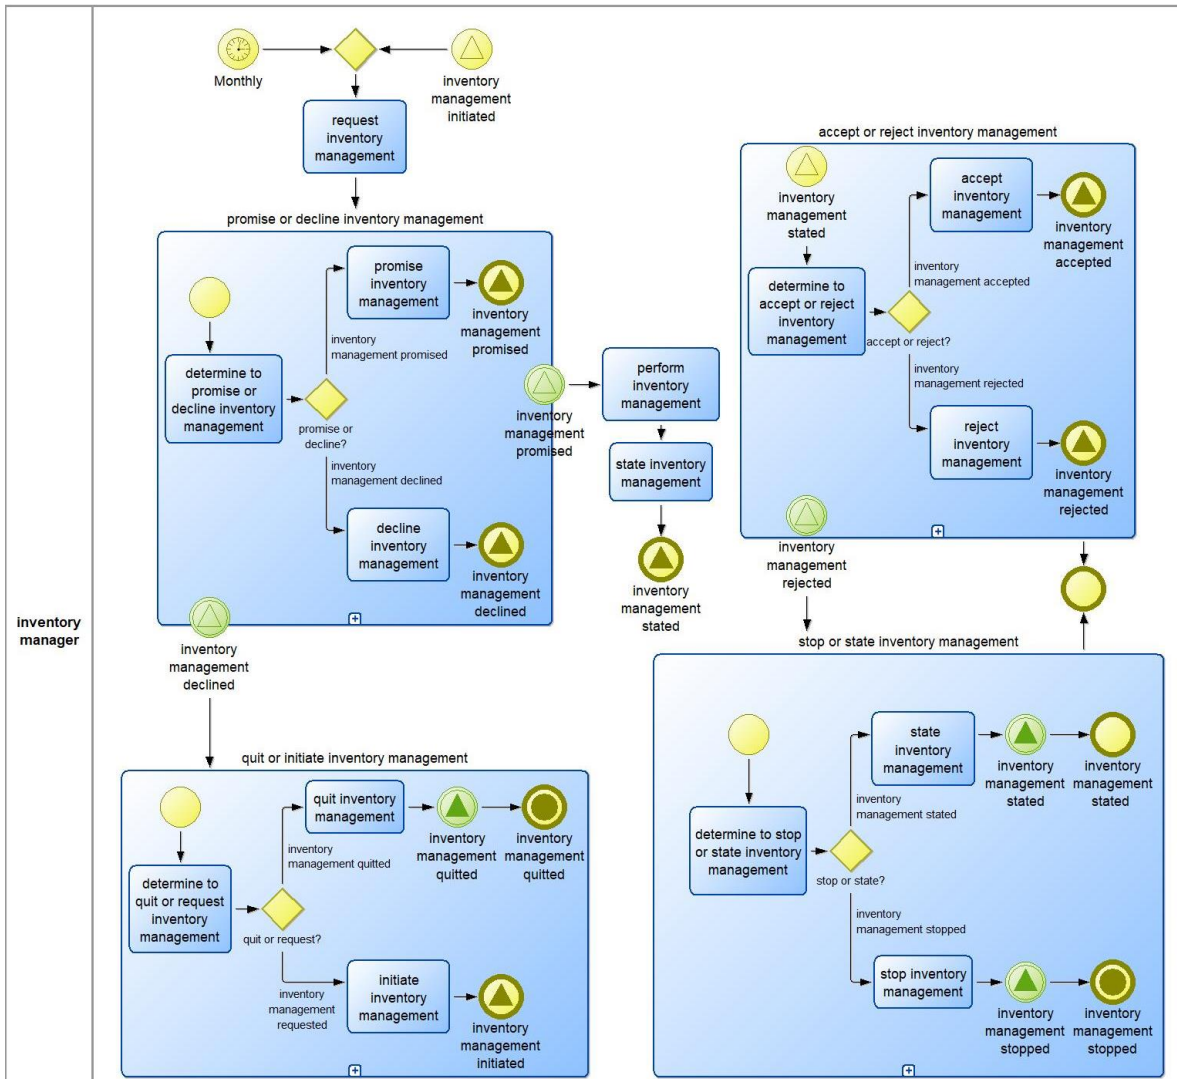 inventory
manager
Monthly
inventory
management
initiated
request
inventory
management
promise or decline inventory management
promise
inventory
management
inventory
management
promised
inventory
management promised
determine to
promise or
decline inventory
management
promise or
decline?
inventory
management declined
decline
inventory
management
inventory
management
declined
inventory
management
promised
inventory
management
declined
perform
inventory
management
state inventory
management
inventory
management
stated
quit or initiate inventory management
quit inventory
management
inventory
management
quitted
inventory
management
quitted
inventory
management quitted
determine to
quit or request
inventory
management
quit or request?
inventory
management
requested
initiate
inventory
management
inventory
management
initiated
accept or reject inventory management
inventory
management
stated
accept
inventory
management
inventory
management
accepted
inventory
management accepted
determine to
accept or reject
inventory
management
accept or reject?
inventory
management rejected
reject
inventory
management
inventory
management
rejected
inventory
management
rejected
stop or state inventory management
state
inventory
management
inventory
management
stated
inventory
management
stated
inventory
management stated
determine to stop
or state inventory
management
stop or state?
inventory
management stopped
stop inventory
management
inventory
management
stopped
inventory
management
stopped